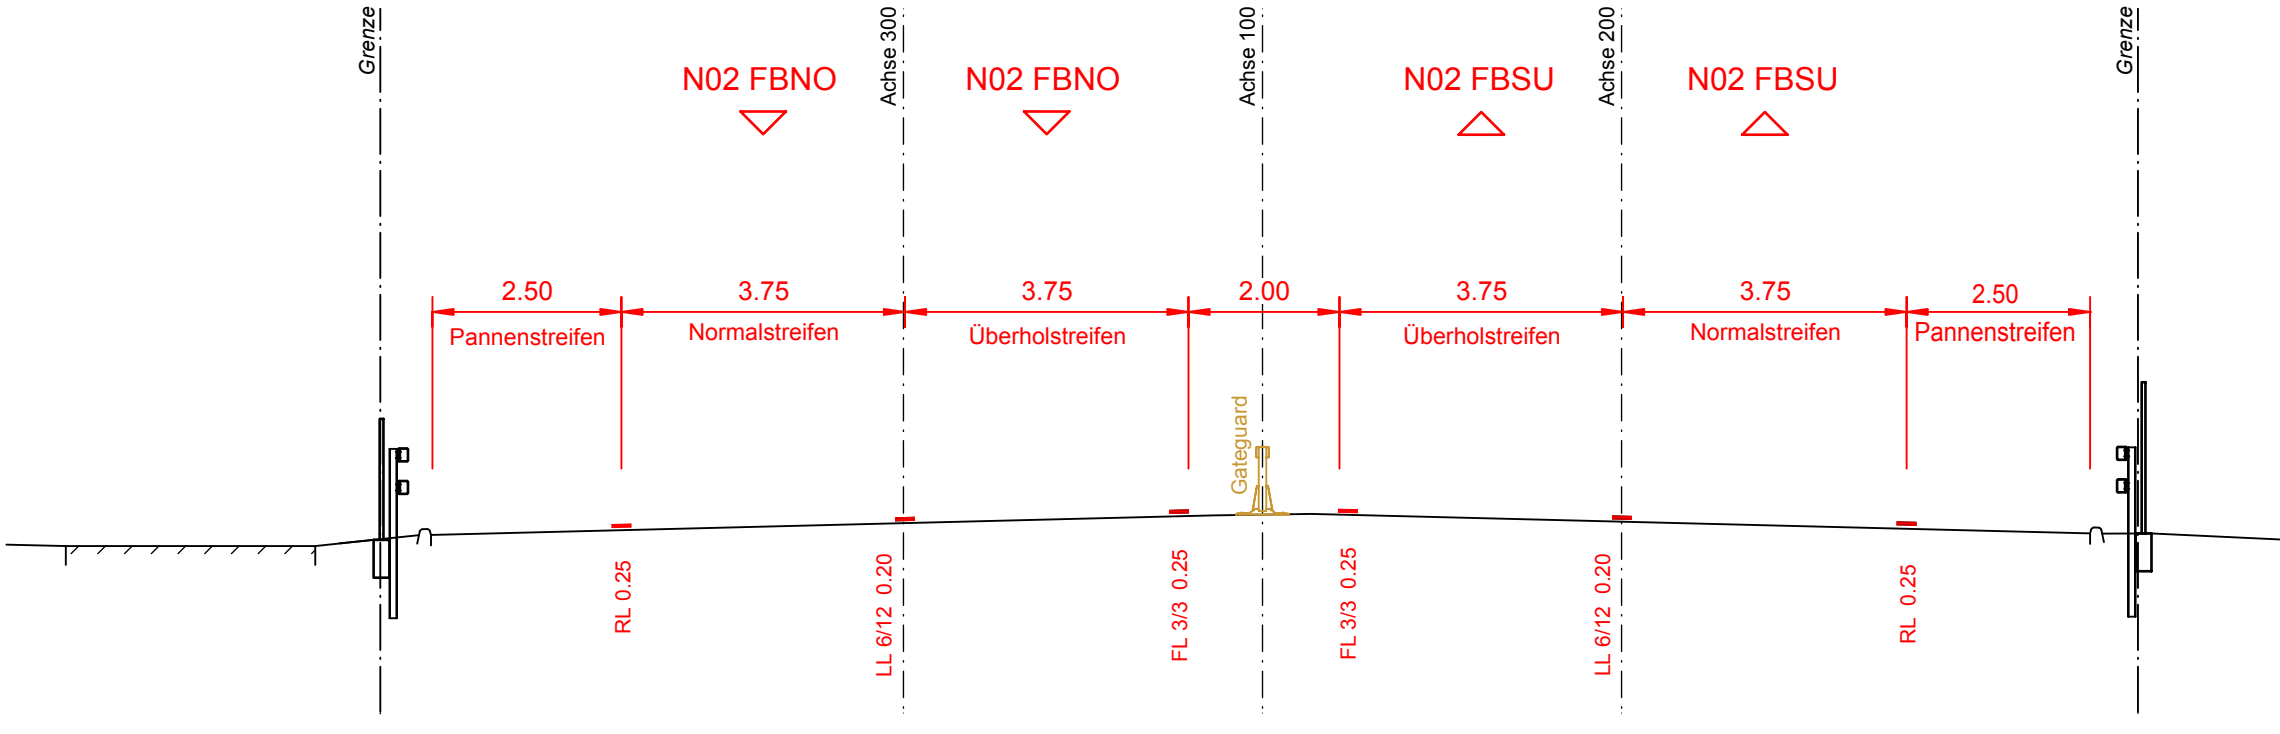 Grenze
Achse 300
Achse 100
Achse 200
Grenze
N02 FBNO
N02 FBNO
N02 FBSU
N02 FBSU
2.50
3.75
3.75
2.00
3.75
3.75
2.50
Pannenstreifen
Normalstreifen
Überholstreifen
Überholstreifen
Normalstreifen
Pannenstreifen
Gateguard
RL 0.25
LL 6/12 0.20
FL 3/3 0.25
FL 3/3 0.25
LL 6/12 0.20
RL 0.25